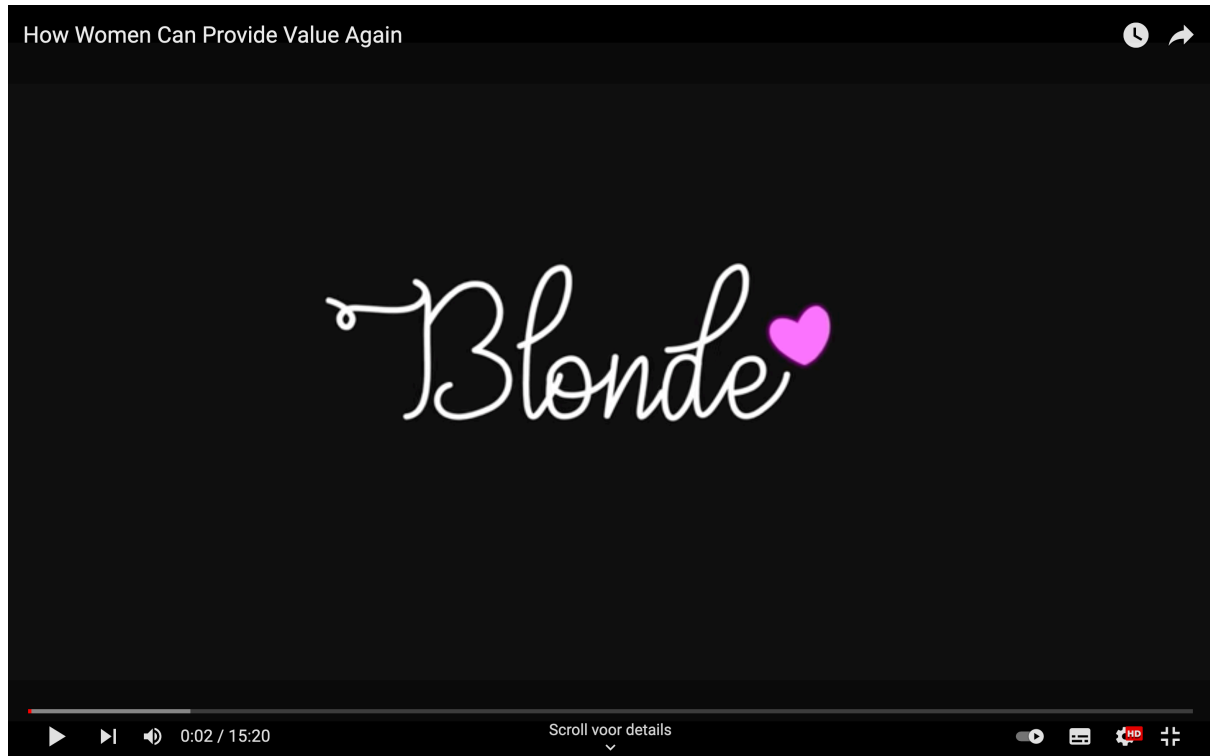 How Women Can Provide Value Again
Blonde
0:02 / 15:20
Scroll voor details
HD